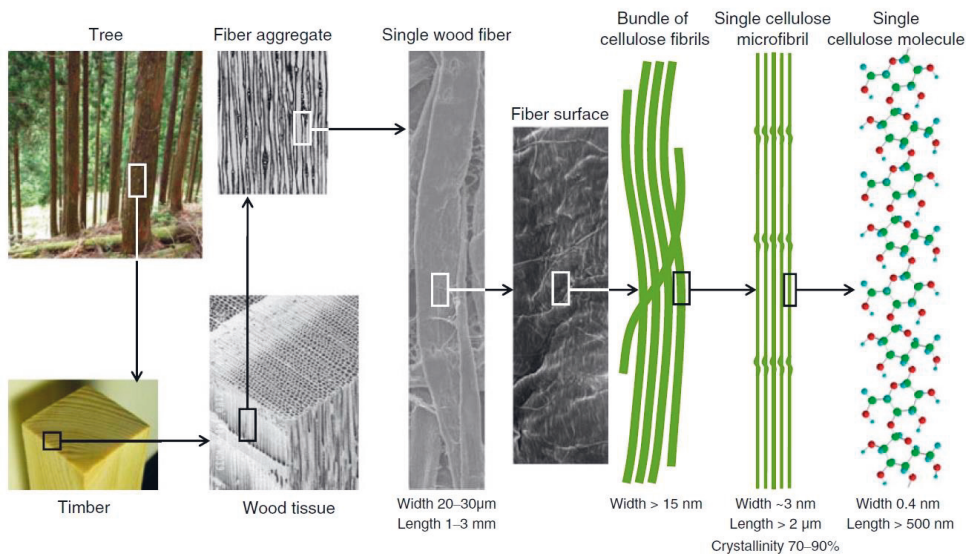 Tree
Fiber aggregate
Single wood fiber
Bundle of
cellulose fibrils
Single cellulose
microfibril
Single
cellulose molecule
Fiber surface
Timber
Wood tissue
Width 20–30µm
Length 1–3 mm
Width > 15 nm
Width ~3 nm
Length > 2 µm
Crystallinity 70–90%
Width 0.4 nm
Length > 500 nm